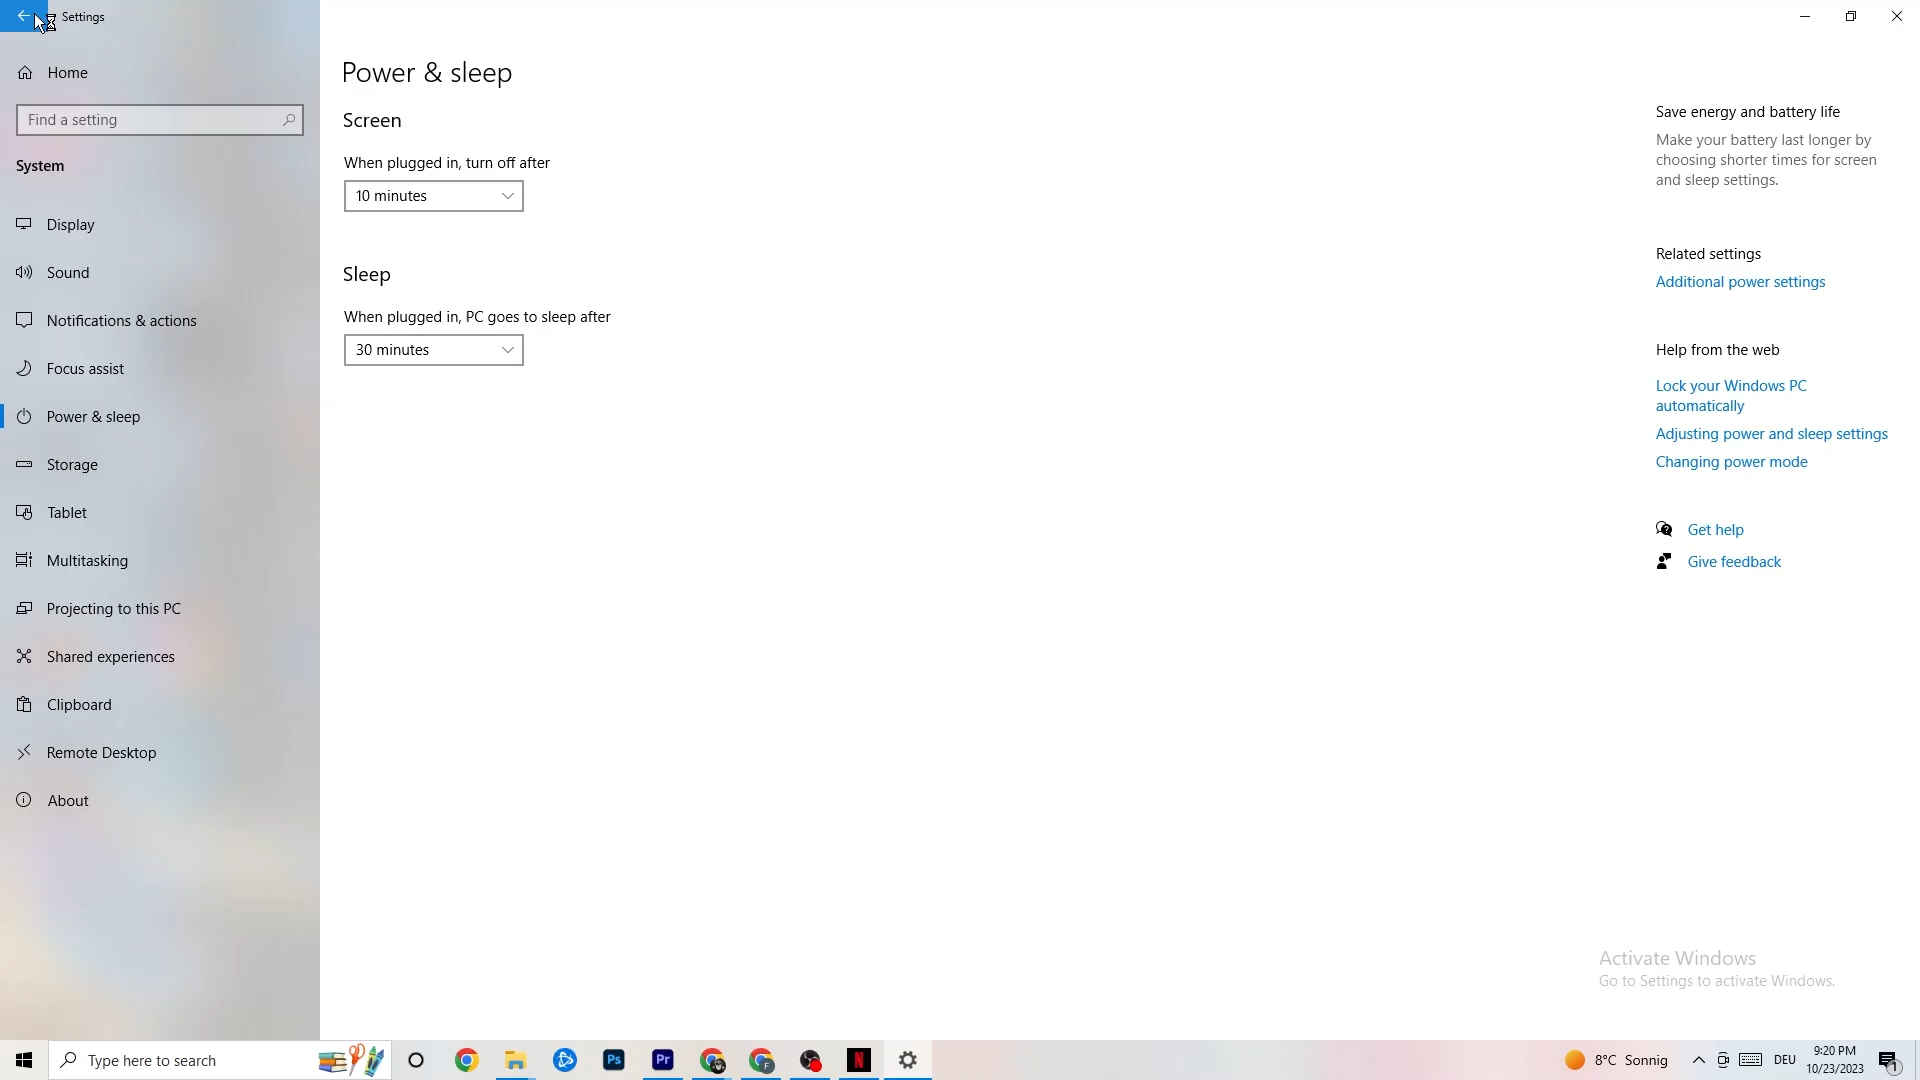 Settings
Home
Find a setting
System
Display
Sound
Notifications & actions
Focus assist
Power & sleep
Storage
Tablet
Multitasking
Projecting to this PC
Shared experiences
Clipboard
Remote Desktop
About
Power & sleep
Screen
When plugged in, turn off after
10 minutes
Sleep
When plugged in, PC goes to sleep after
30 minutes
Save energy and battery life
Make your battery last longer by
choosing shorter times for screen
and sleep settings.
Related settings
Additional power settings
Help from the web
Lock your Windows PC
automatically
Adjusting power and sleep settings
Changing power mode
Get help
Give feedback
Activate Windows
Go to Settings to activate Windows.
Type here to search
Ps
Pr
F
N
8°C Sonnig
DEU
9:20 PM
10/23/2023
1